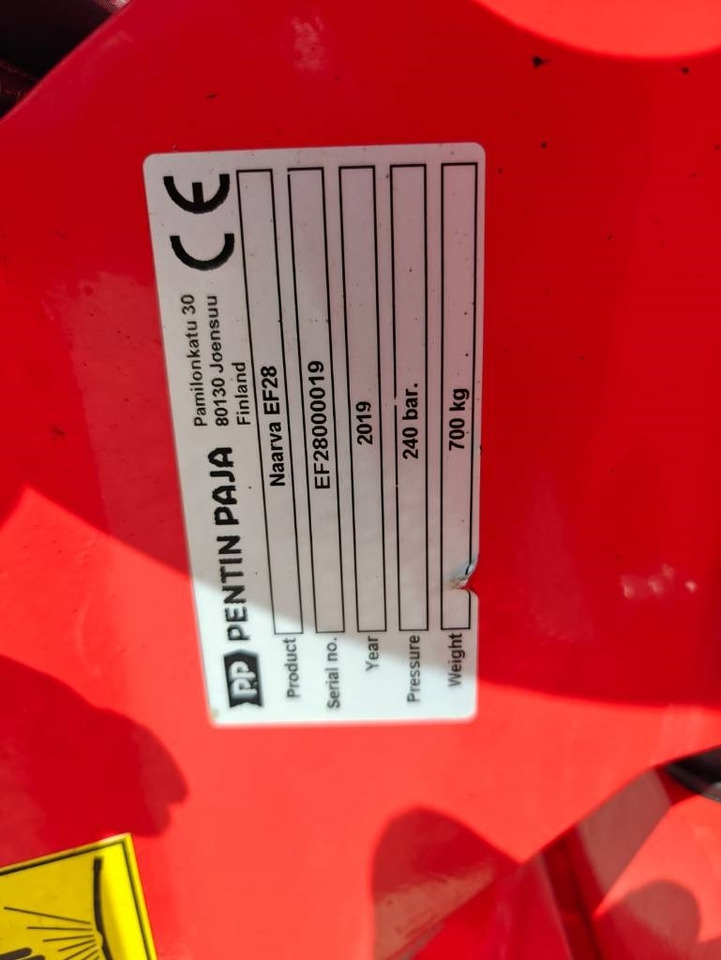 PP PENTIN PAJA
Pamilonkatu 30
80130 Joensuu
Finland
CE
Product Naarva EF28
Serial no. EF28000019
Year 2019
Pressure 240 bar.
Weight 700 kg